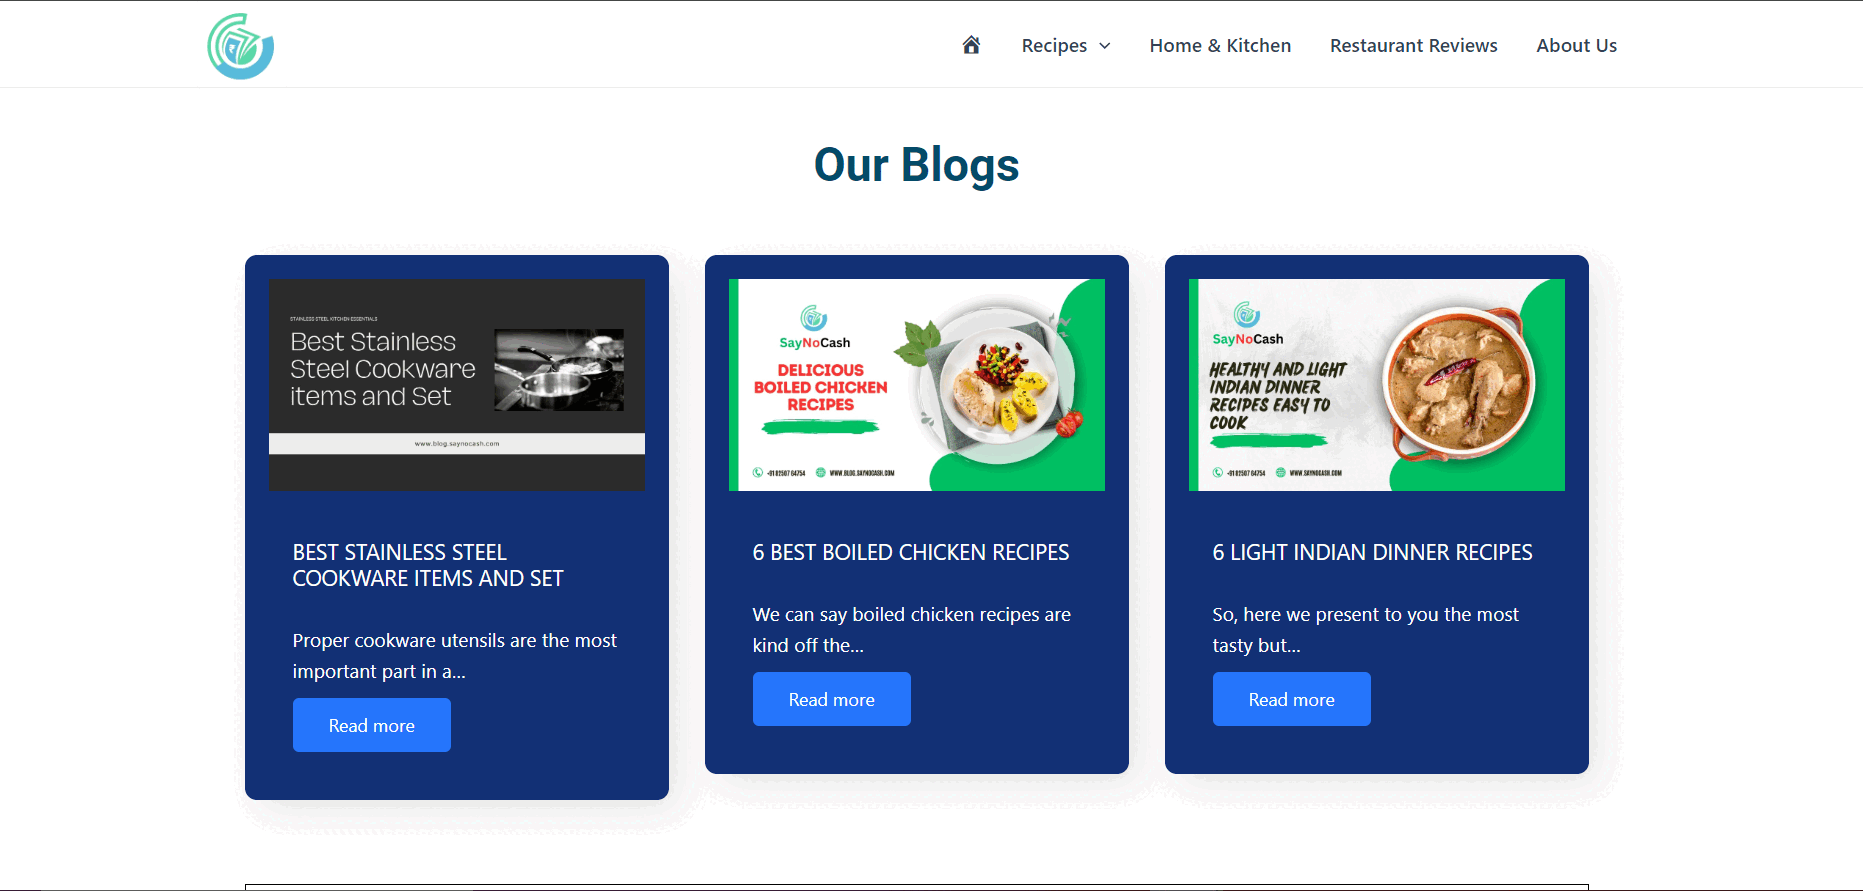 Recipes
Home & Kitchen
Restaurant Reviews
About Us
Our Blogs
STAINLESS STEEL KITCHEN ESSENTIALS
Best Stainless
Steel Cookware
items and Set
www.blog.saynocash.com
BEST STAINLESS STEEL
COOKWARE ITEMS AND SET
Proper cookware utensils are the most
important part in a...
Read more
SayNoCash
DELICIOUS
BOILED CHICKEN
RECIPES
+91 82507 64754 WWW.BLOG.SAYNOCASH.COM
6 BEST BOILED CHICKEN RECIPES
We can say boiled chicken recipes are
kind off the...
Read more
SayNoCash
HEALTHY AND LIGHT
INDIAN DINNER
RECIPES EASY TO
COOK
+91 82507 64754 WWW.SAYNOCASH.COM
6 LIGHT INDIAN DINNER RECIPES
So, here we present to you the most
tasty but...
Read more